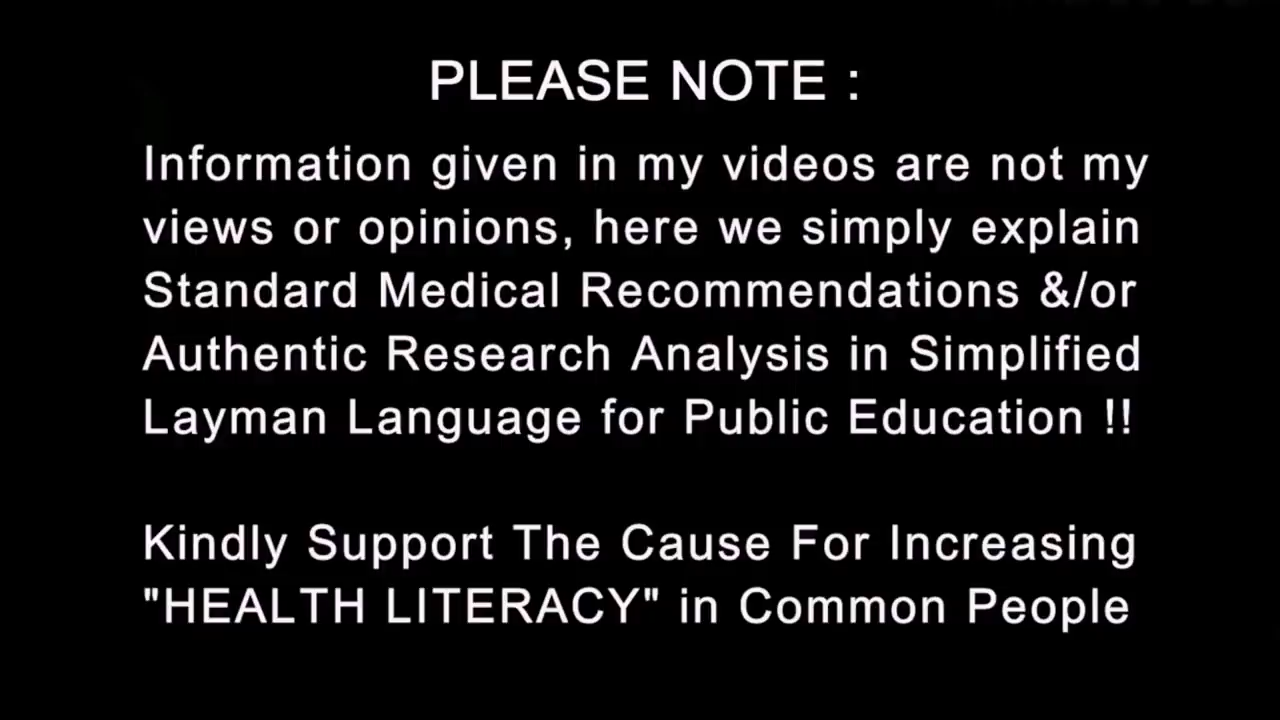 PLEASE NOTE :
Information given in my videos are not my
views or opinions, here we simply explain
Standard Medical Recommendations &/or
Authentic Research Analysis in Simplified
Layman Language for Public Education !!
Kindly Support The Cause For Increasing
"HEALTH LITERACY" in Common People